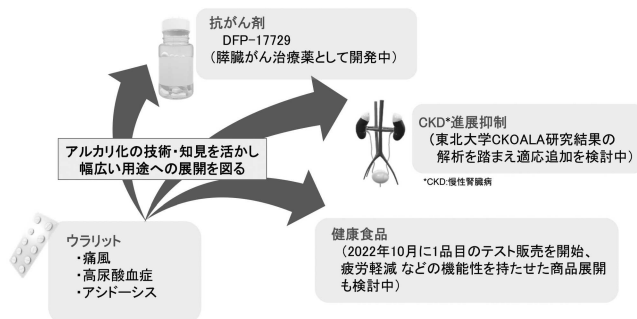 抗がん剤
DFP-17729
（膵臓がん治療薬として開発中）
CKD*進展抑制
（東北大学CKOALA研究結果の
解析を踏まえ適応追加を検討中）
*CKD:慢性腎臓病
アルカリ化の技術・知見を活かし
幅広い用途への展開を図る
ウラリット
・痛風
・高尿酸血症
・アシドーシス
健康食品
（2022年10月に1品目のテスト販売を開始、
疲労軽減 などの機能性を持たせた商品展開
も検討中）